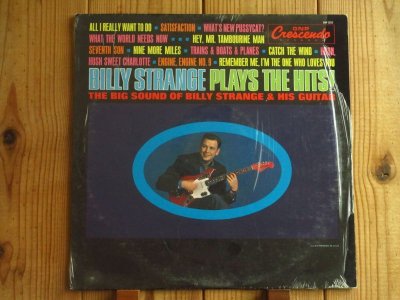 ALL I REALLY WANT TO DO • SATISFACTION • WHAT'S NEW PUSSYCAT?
WHAT THE WORLD NEEDS NOW • • • HEY, MR. TAMBOURINE MAN
SEVENTH SON • NINE MORE MILES • TRAINS & BOATS & PLANES • CATCH THE WIND • HUSH,
HUSH SWEET CHARLOTTE • ENGINE, ENGINE NO. 9 • REMEMBER ME, I'M THE ONE WHO LOVES YOU
GNP
Crescendo
BILLY STRANGE PLAYS THE HITS!
THE BIG SOUND OF BILLY STRANGE & HIS GUITAR